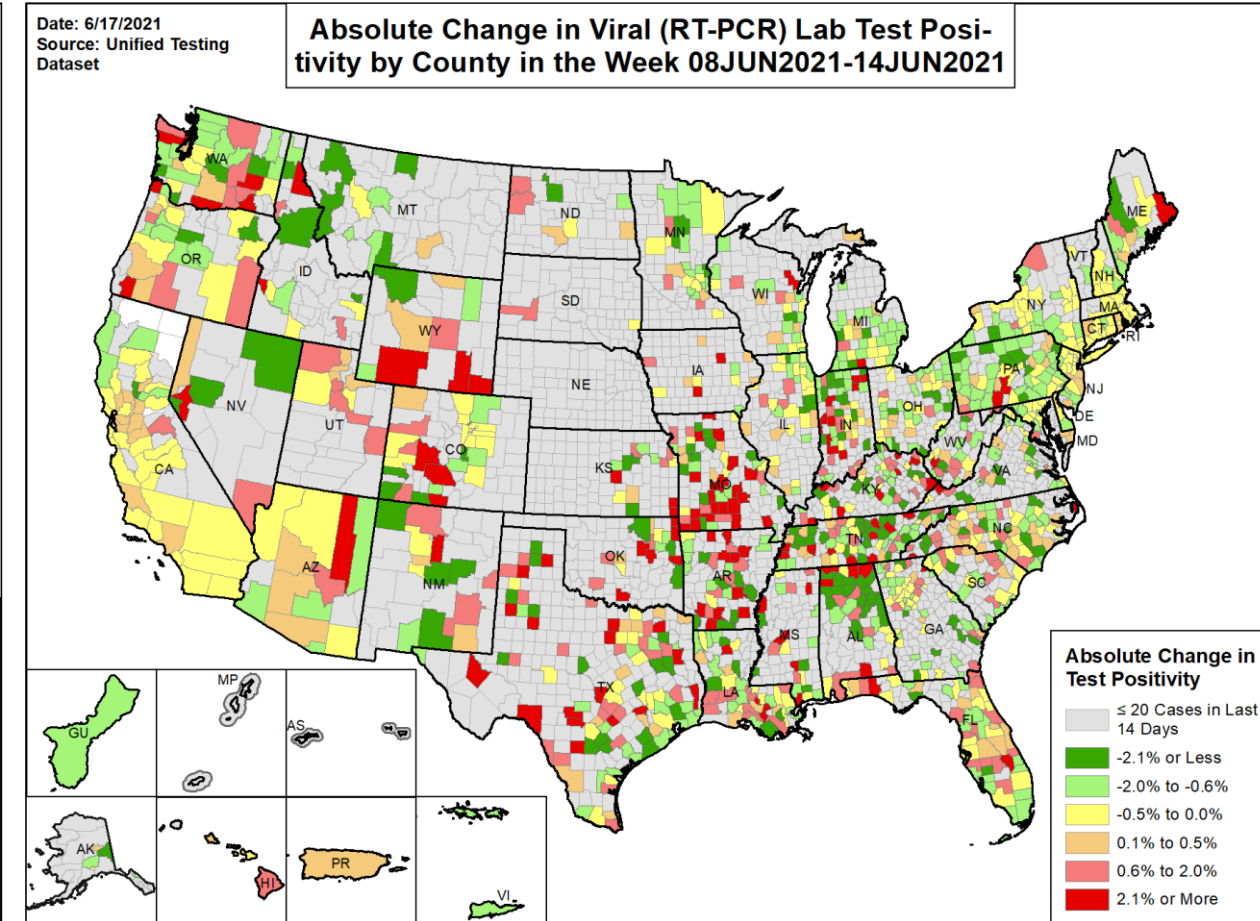 Date: 6/17/2021
Source: Unified Testing
Dataset
Absolute Change in Viral (RT-PCR) Lab Test Posi-
tivity by County in the Week 08JUN2021-14JUN2021
WA
MT
ND
MN
ME
OR
ID
SD
WI
MI
VT
NH
NY
MA
CT
RI
WY
IA
NE
PA
NJ
NV
UT
CO
IL
IN
OH
DE
MD
CA
KS
MO
WV
VA
KY
AZ
NM
OK
AR
TN
NC
SC
MS
AL
GA
TX
LA
FL
GU
MP
AS
AK
HI
PR
VI
Absolute Change in
Test Positivity
≤ 20 Cases in Last
14 Days
-2.1% or Less
-2.0% to -0.6%
-0.5% to 0.0%
0.1% to 0.5%
0.6% to 2.0%
2.1% or More